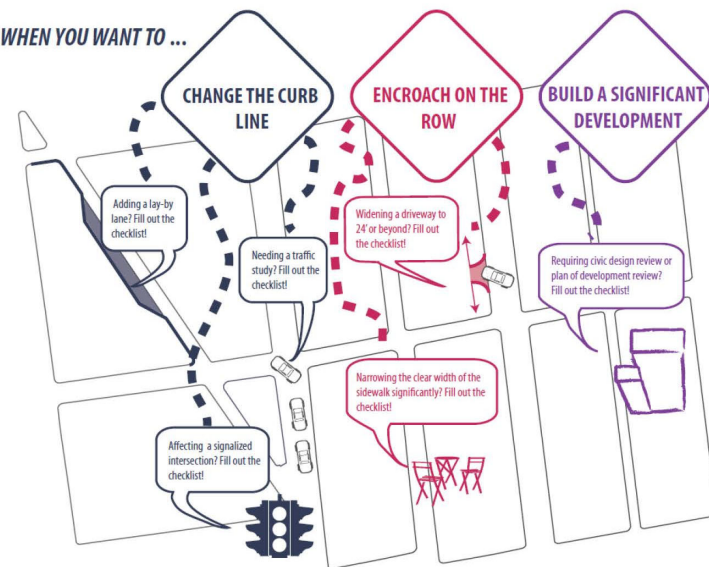 WHEN YOU WANT TO ...
CHANGE THE CURB
LINE
ENCROACH ON THE
ROW
BUILD A SIGNIFICANT
DEVELOPMENT
Adding a lay-by
lane? Fill out the
checklist!
Needing a traffic
study? Fill out the
checklist!
Widening a driveway to
24' or beyond? Fill out
the checklist!
Requiring civic design review or
plan of development review?
Fill out the checklist!
Narrowing the clear width of the
sidewalk significantly? Fill out the
checklist!
Affecting a signalized
intersection? Fill out the
checklist!